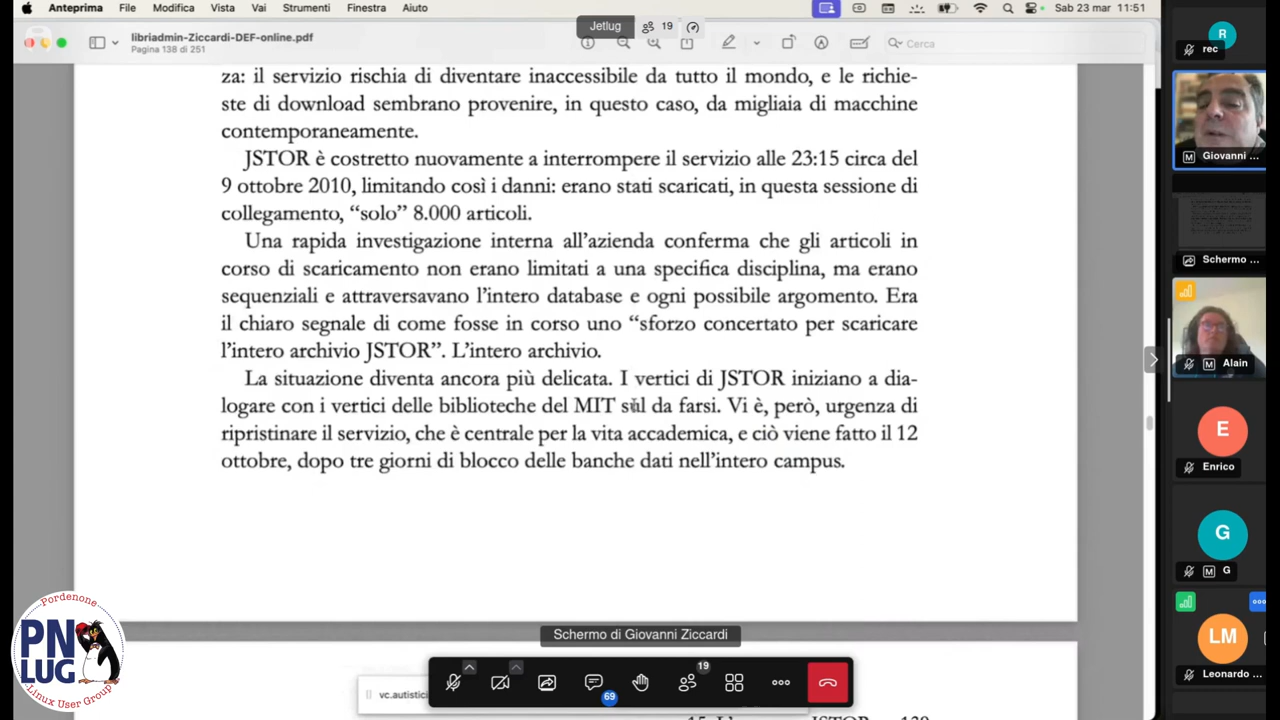 Anteprima File Modifica Vista Vai Strumenti Finestra Aiuto Sab 23 mar 11:51
Jetlug 19
libriadmin-Ziccardi-DEF-online.pdf
Pagina 138 di 251
Cerca
za: il servizio rischia di diventare inaccessibile da tutto il mondo, e le richie-
ste di download sembrano provenire, in questo caso, da migliaia di macchine
contemporaneamente.
JSTOR è costretto nuovamente a interrompere il servizio alle 23:15 circa del
9 ottobre 2010, limitando così i danni: erano stati scaricati, in questa sessione di
collegamento, “solo” 8.000 articoli.
Una rapida investigazione interna all’azienda conferma che gli articoli in
corso di scaricamento non erano limitati a una specifica disciplina, ma erano
sequenziali e attraversavano l’intero database e ogni possibile argomento. Era
il chiaro segnale di come fosse in corso uno “sforzo concertato per scaricare
l’intero archivio JSTOR”. L’intero archivio.
La situazione diventa ancora più delicata. I vertici di JSTOR iniziano a dia-
logare con i vertici delle biblioteche del MIT sul da farsi. Vi è, però, urgenza di
ripristinare il servizio, che è centrale per la vita accademica, e ciò viene fatto il 12
ottobre, dopo tre giorni di blocco delle banche dati nell’intero campus.
Schermo di Giovanni Ziccardi
19
69
vc.autistici
R
rec
M Giovanni ...
Schermo ...
M Alain
E
Enrico
G
M G
LM
Leonardo ...
Pordenone
PN
LUG
Linux User Group